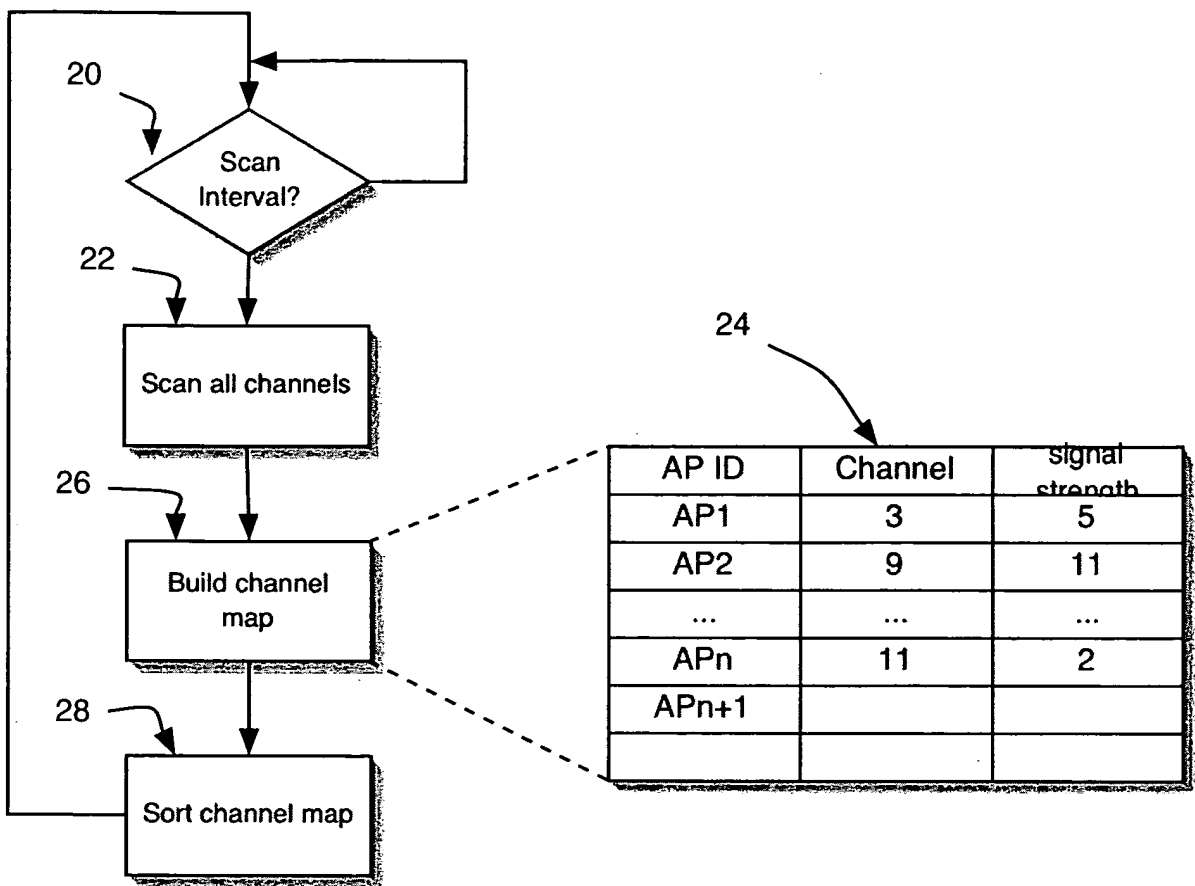 20
Scan
Interval?
22
Scan all channels
24
26
Build channel
map
AP ID Channel signal
strength
AP1 3 5
AP2 9 11
... ... ...
APn 11 2
APn+1
28
Sort channel map